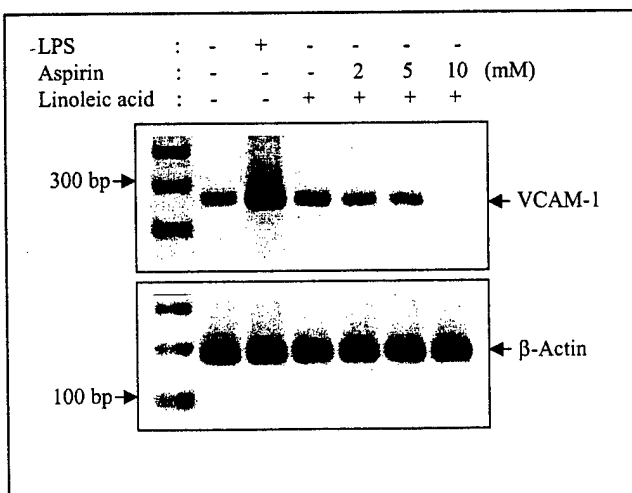 LPS : - + - - - -
Aspirin : - - - 2 5 10 (mM)
Linoleic acid : - - + + + +
300 bp
VCAM-1
β-Actin
100 bp